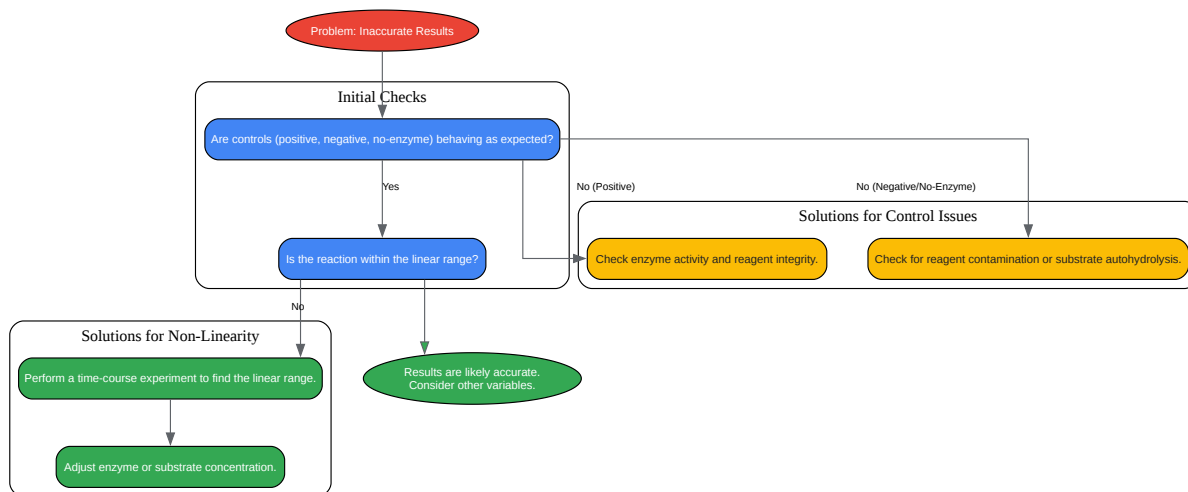 Problem: Inaccurate Results
Initial Checks
Are controls (positive, negative, no-enzyme) behaving as expected?
Yes
No (Positive)
No (Negative/No-Enzyme)
Solutions for Control Issues
Is the reaction within the linear range?
Check enzyme activity and reagent integrity.
Check for reagent contamination or substrate autohydrolysis.
No
Solutions for Non-Linearity
Perform a time-course experiment to find the linear range.
Results are likely accurate.
Consider other variables.
Adjust enzyme or substrate concentration.